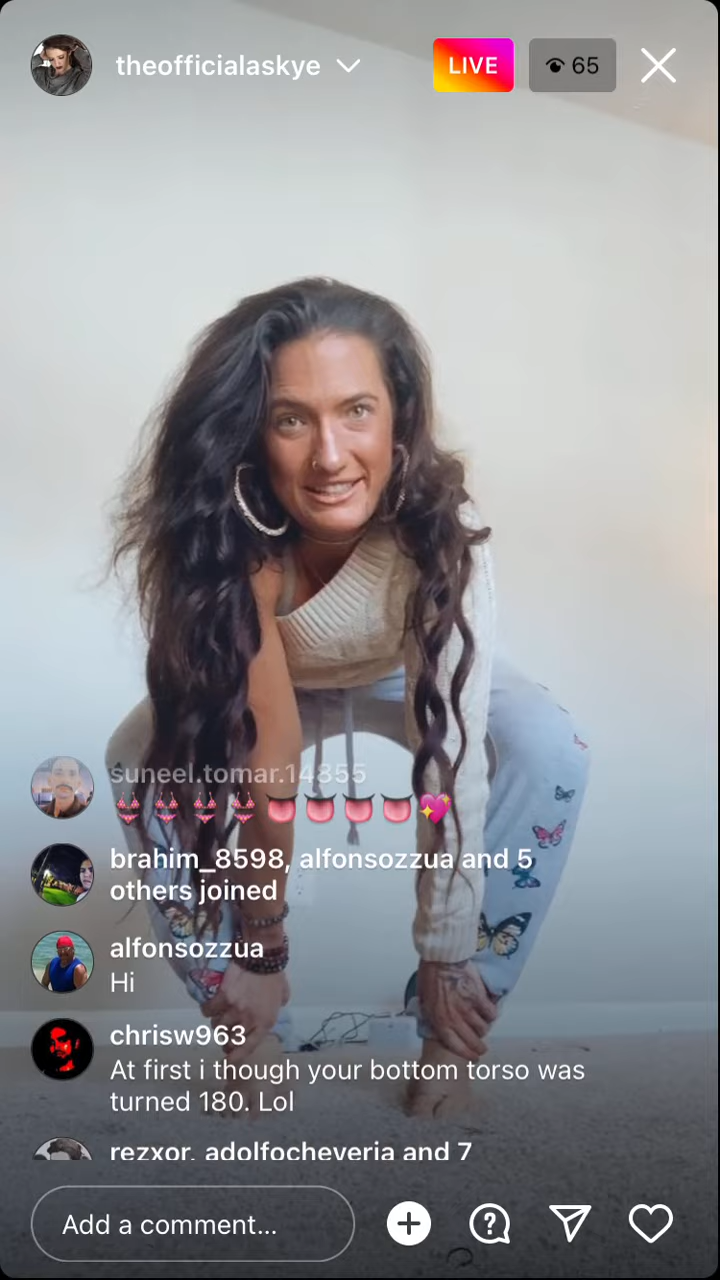 theofficialaskye
LIVE
65
suneel.tomar.14855
👙👙👙👙👅👅👅👅💖
brahim_8598, alfonsozzua and 5
others joined
alfonsozzua
Hi
chrisw963
At first i though your bottom torso was
turned 180. Lol
rezxor, adolfocheveria and 7
Add a comment...